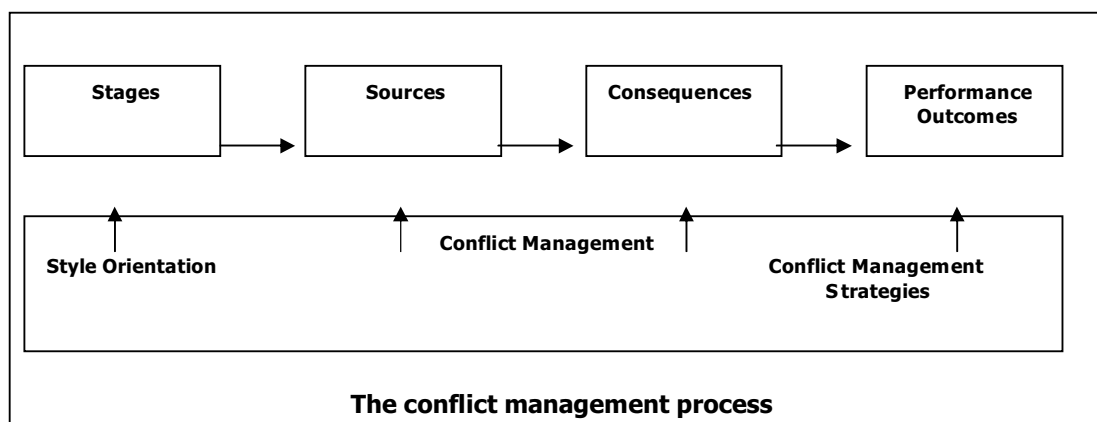 Stages
Sources
Consequences
Performance
Outcomes
Conflict Management
Style Orientation
Conflict Management
Strategies
The conflict management process